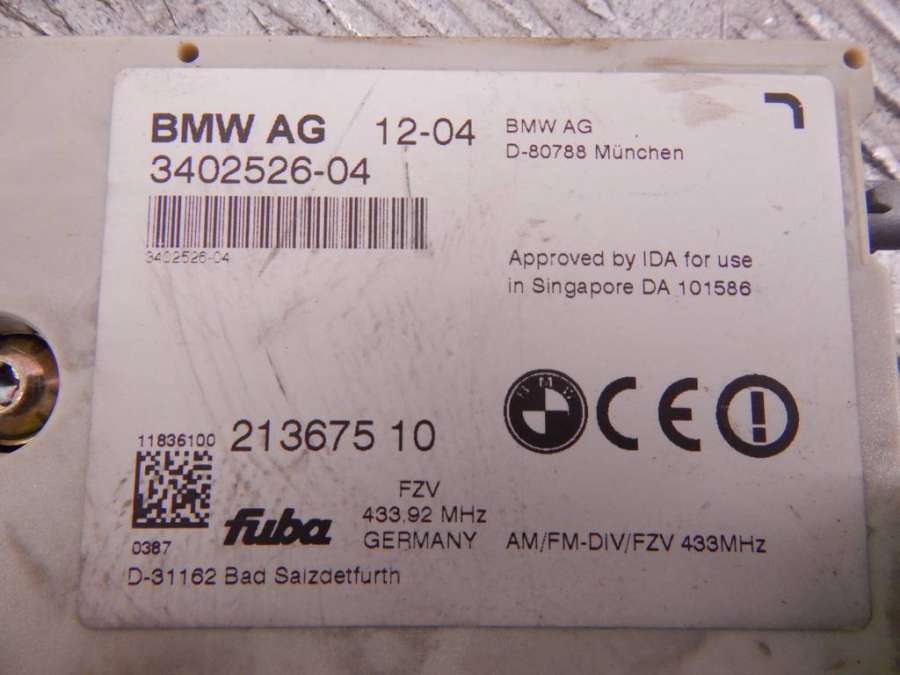 BMW AG 12-04
3402526-04
3402526-04
BMW AG
D-80788 München
Approved by IDA for use
in Singapore DA 101586
BMW
CE
11836100
213675 10
0387
fuba
FZV
433.92 MHz
GERMANY
AM/FM-DIV/FZV 433MHz
D-31162 Bad Salzdetfurth